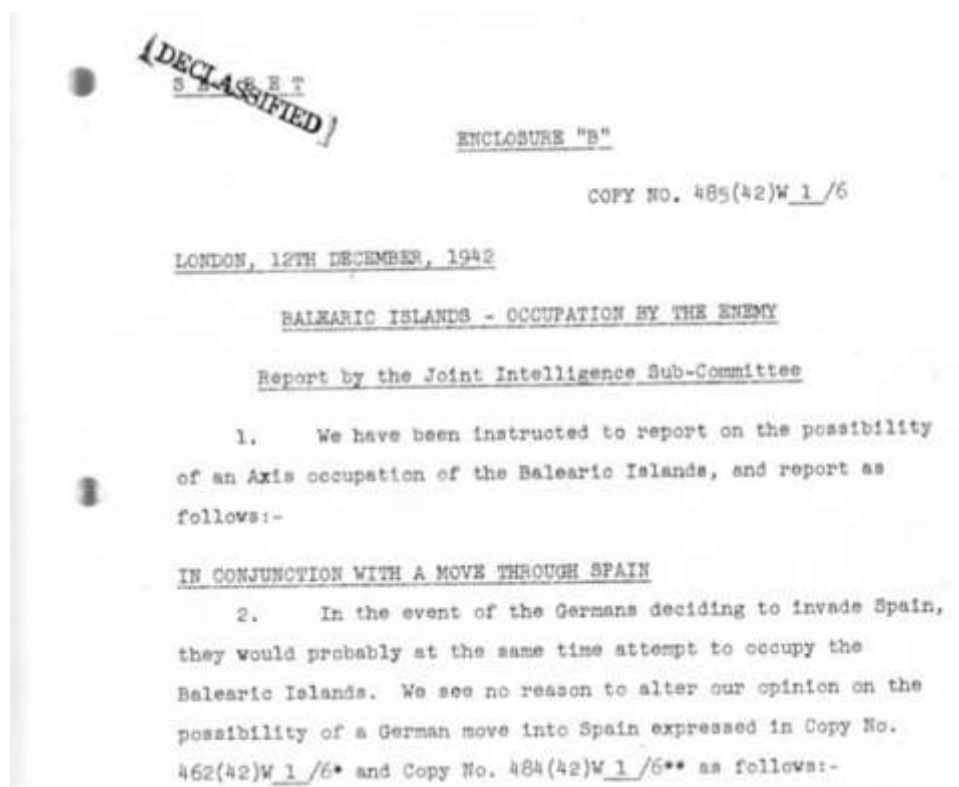 [DECLASSIFIED]
S E C R E T
ENCLOSURE "B"
COPY NO. 485(42)W 1 /6
LONDON, 12TH DECEMBER, 1942
BALEARIC ISLANDS - OCCUPATION BY THE ENEMY
Report by the Joint Intelligence Sub-Committee
1. We have been instructed to report on the possibility
of an Axis occupation of the Balearic Islands, and report as
follows:-
IN CONJUNCTION WITH A MOVE THROUGH SPAIN
2. In the event of the Germans deciding to invade Spain,
they would probably at the same time attempt to occupy the
Balearic Islands. We see no reason to alter our opinion on the
possibility of a German move into Spain expressed in Copy No.
462(42)W 1 /6* and Copy No. 484(42)W 1 /6** as follows:-